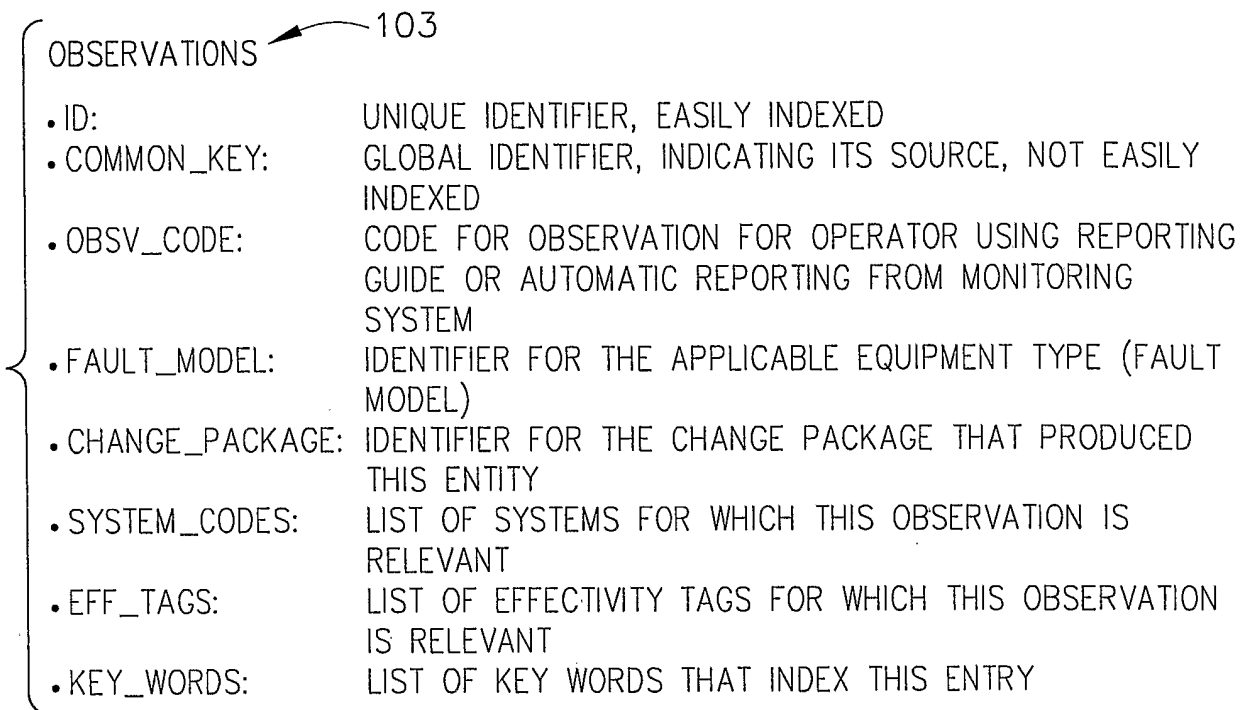 103
OBSERVATIONS
• ID: UNIQUE IDENTIFIER, EASILY INDEXED
• COMMON_KEY: GLOBAL IDENTIFIER, INDICATING ITS SOURCE, NOT EASILY
INDEXED
• OBSV_CODE: CODE FOR OBSERVATION FOR OPERATOR USING REPORTING
GUIDE OR AUTOMATIC REPORTING FROM MONITORING
SYSTEM
• FAULT_MODEL: IDENTIFIER FOR THE APPLICABLE EQUIPMENT TYPE (FAULT
MODEL)
• CHANGE_PACKAGE: IDENTIFIER FOR THE CHANGE PACKAGE THAT PRODUCED
THIS ENTITY
• SYSTEM_CODES: LIST OF SYSTEMS FOR WHICH THIS OBSERVATION IS
RELEVANT
• EFF_TAGS: LIST OF EFFECTIVITY TAGS FOR WHICH THIS OBSERVATION
IS RELEVANT
• KEY_WORDS: LIST OF KEY WORDS THAT INDEX THIS ENTRY